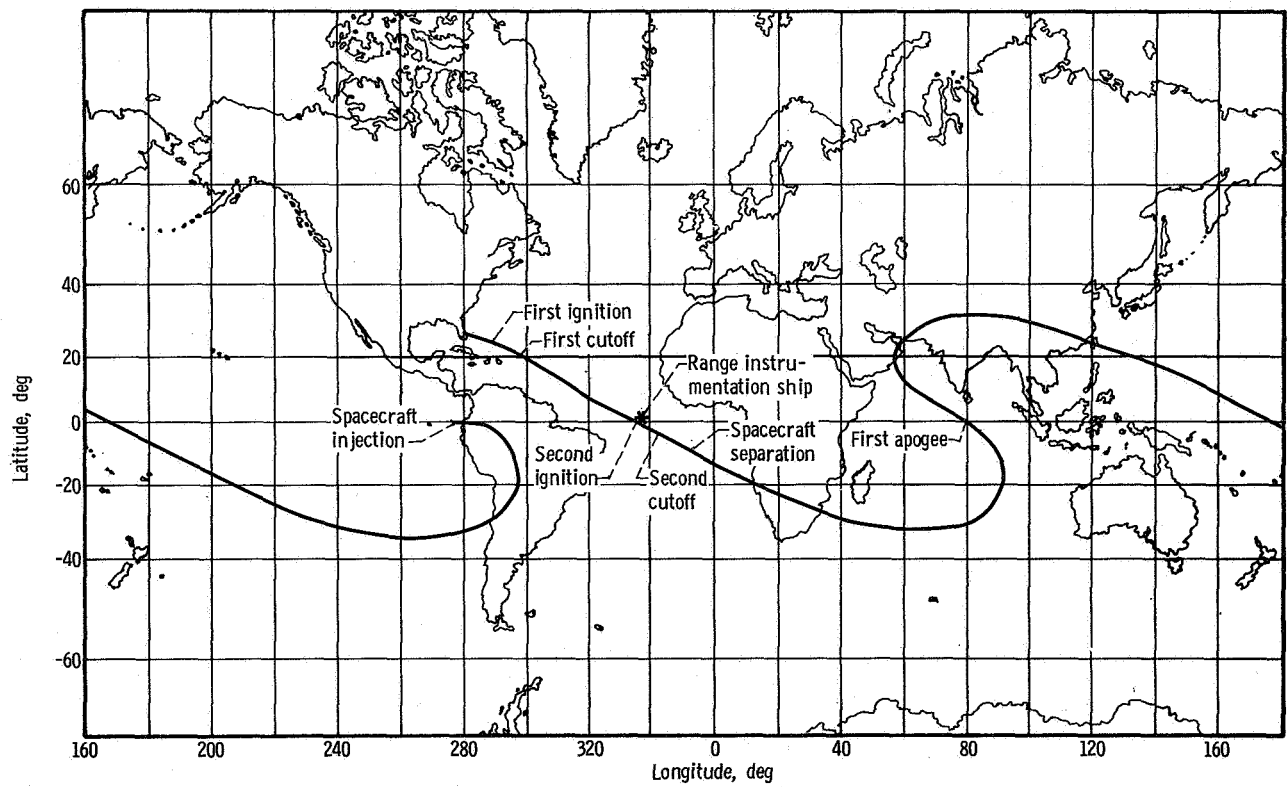 60
40
20
0
-20
-40
-60
Latitude, deg
First ignition
First cutoff
Range instru-
mentation ship
Spacecraft
injection
Second
ignition
Second
cutoff
Spacecraft
separation
First apogee
160
200
240
280
320
0
40
80
120
160
Longitude, deg